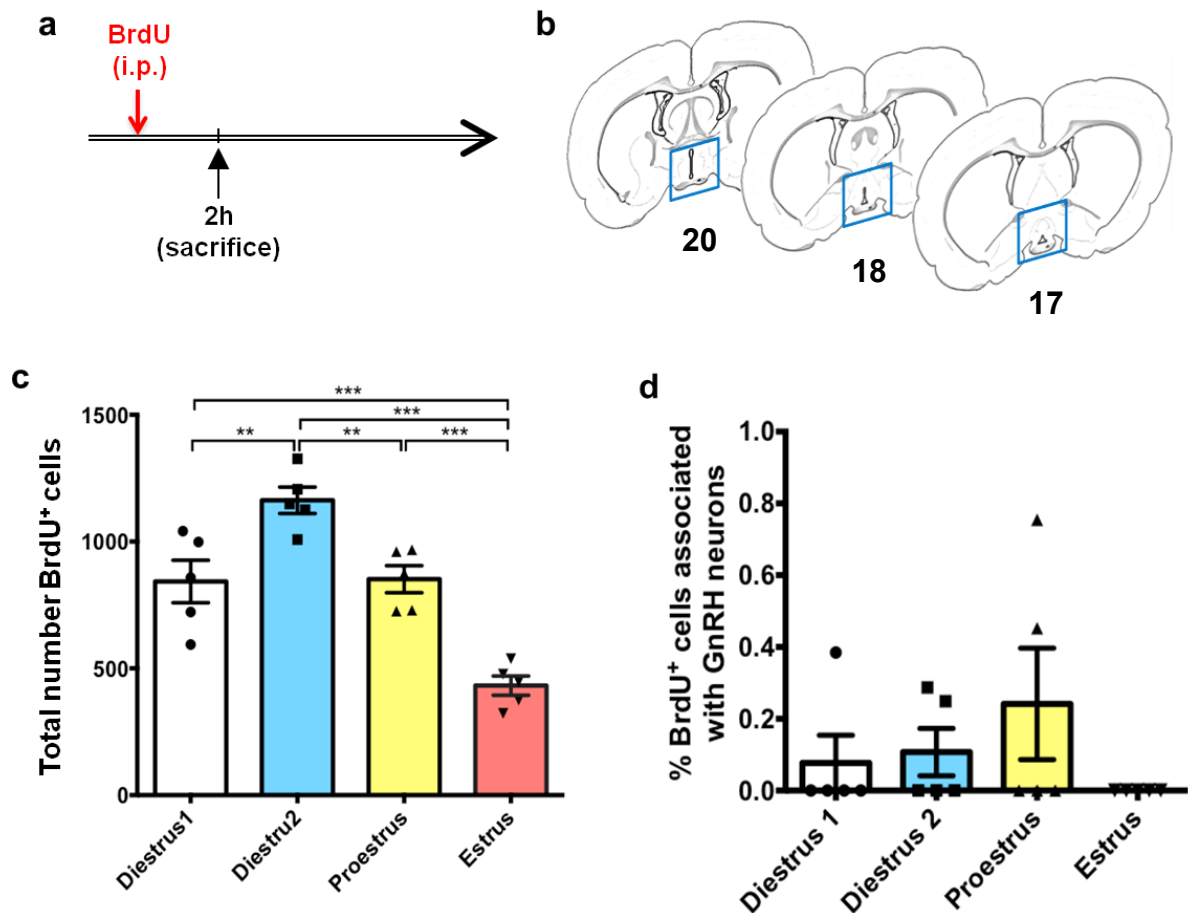 a
BrdU
(i.p.)
2h
(sacrifice)
b
20
18
17
c
***
***
** ** ***
Total number BrdU⁺ cells
1500
1000
500
0
Diestrus1
Diestru2
Proestrus
Estrus
d
% BrdU⁺ cells associated
with GnRH neurons
1.0
0.8
0.6
0.4
0.2
0.0
Diestrus 1
Diestrus 2
Proestrus
Estrus